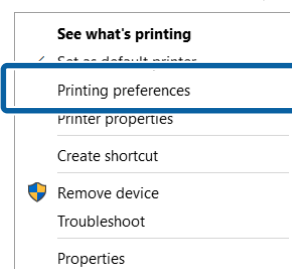 See what's printing
Set as default printer
Printing preferences
Printer properties
Create shortcut
Remove device
Troubleshoot
Properties